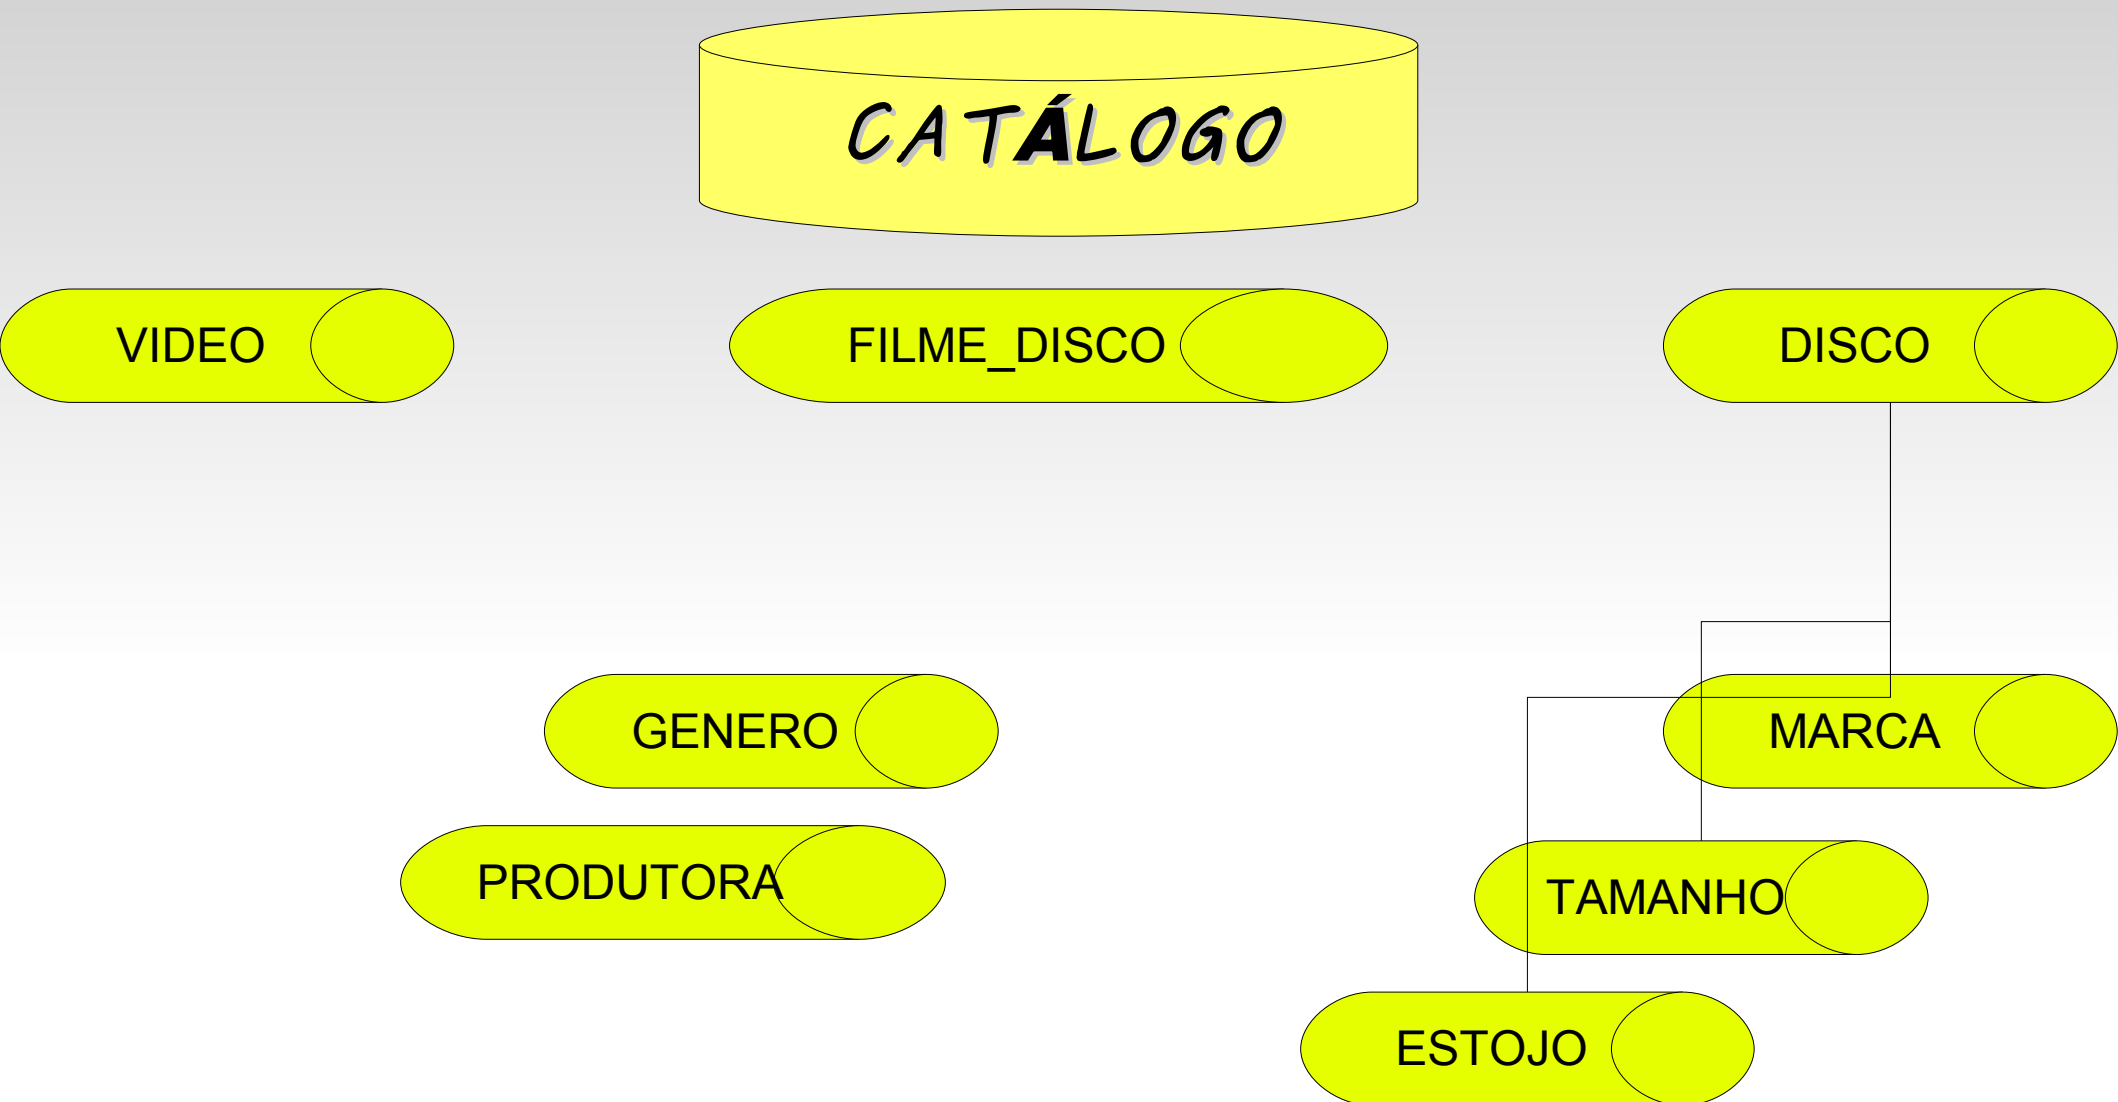 CATÁLOGO
VIDEO
FILME_DISCO
DISCO
GENERO
MARCA
PRODUTORA
TAMANHO
ESTOJO